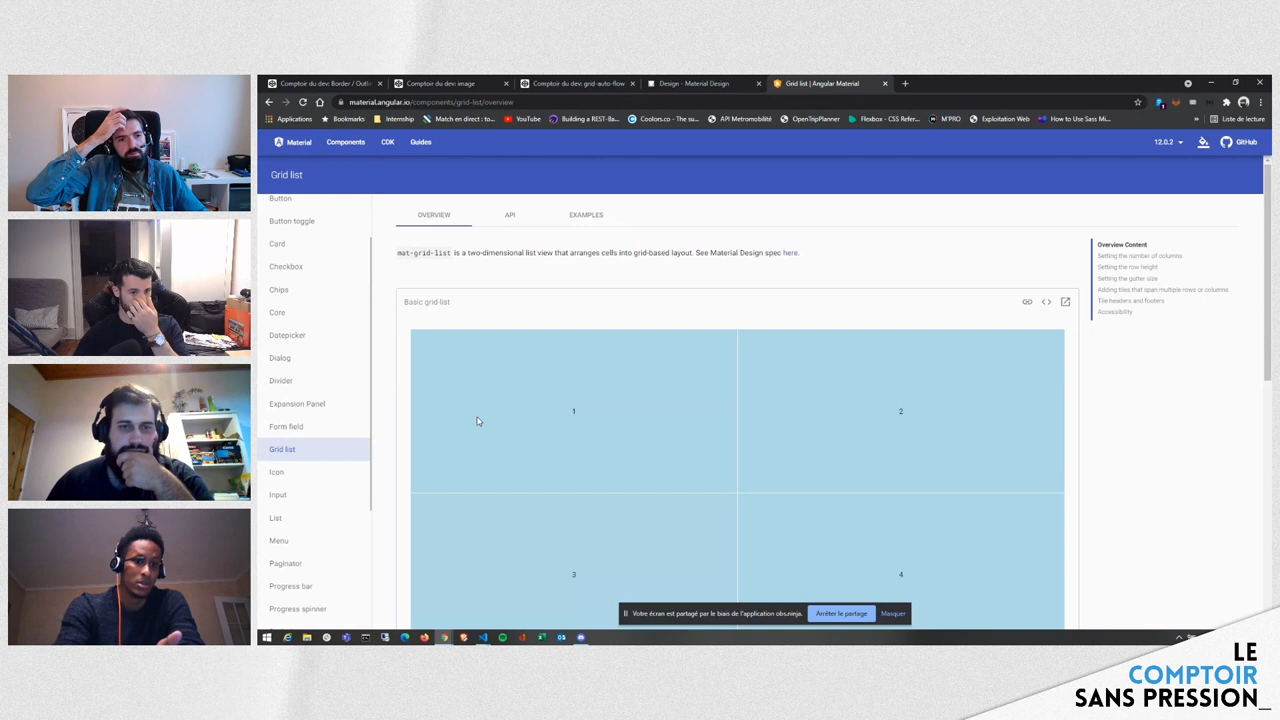 Comptoir du dev: Border / Outli
Comptoir du dev: image
Comptoir du dev: grid-auto-flow
Design - Material Design
Grid list | Angular Material
material.angular.io/components/grid-list/overview
Applications
Bookmarks
Internship
Match en direct : to...
YouTube
Building a REST-Ba...
Coolors.co - The su...
API Metromobilité
OpenTripPlanner
Flexbox - CSS Refer...
M'PRO
Exploitation Web
How to Use Sass Mi...
»
Liste de lecture
Material
Components
CDK
Guides
12.0.2
GitHub
Grid list
Button
Button toggle
Card
Checkbox
Chips
Core
Datepicker
Dialog
Divider
Expansion Panel
Form field
Grid list
Icon
Input
List
Menu
Paginator
Progress bar
Progress spinner
OVERVIEW
API
EXAMPLES
mat-grid-list is a two-dimensional list view that arranges cells into grid-based layout. See Material Design spec here.
Basic grid-list
1
2
3
4
Overview Content
Setting the number of columns
Setting the row height
Setting the gutter size
Adding tiles that span multiple rows or columns
Tile headers and footers
Accessibility
Votre écran est partagé par le biais de l'application obs.ninja.
Arrêter le partage
Masquer
LE
COMPTOIR
SANS PRESSION_